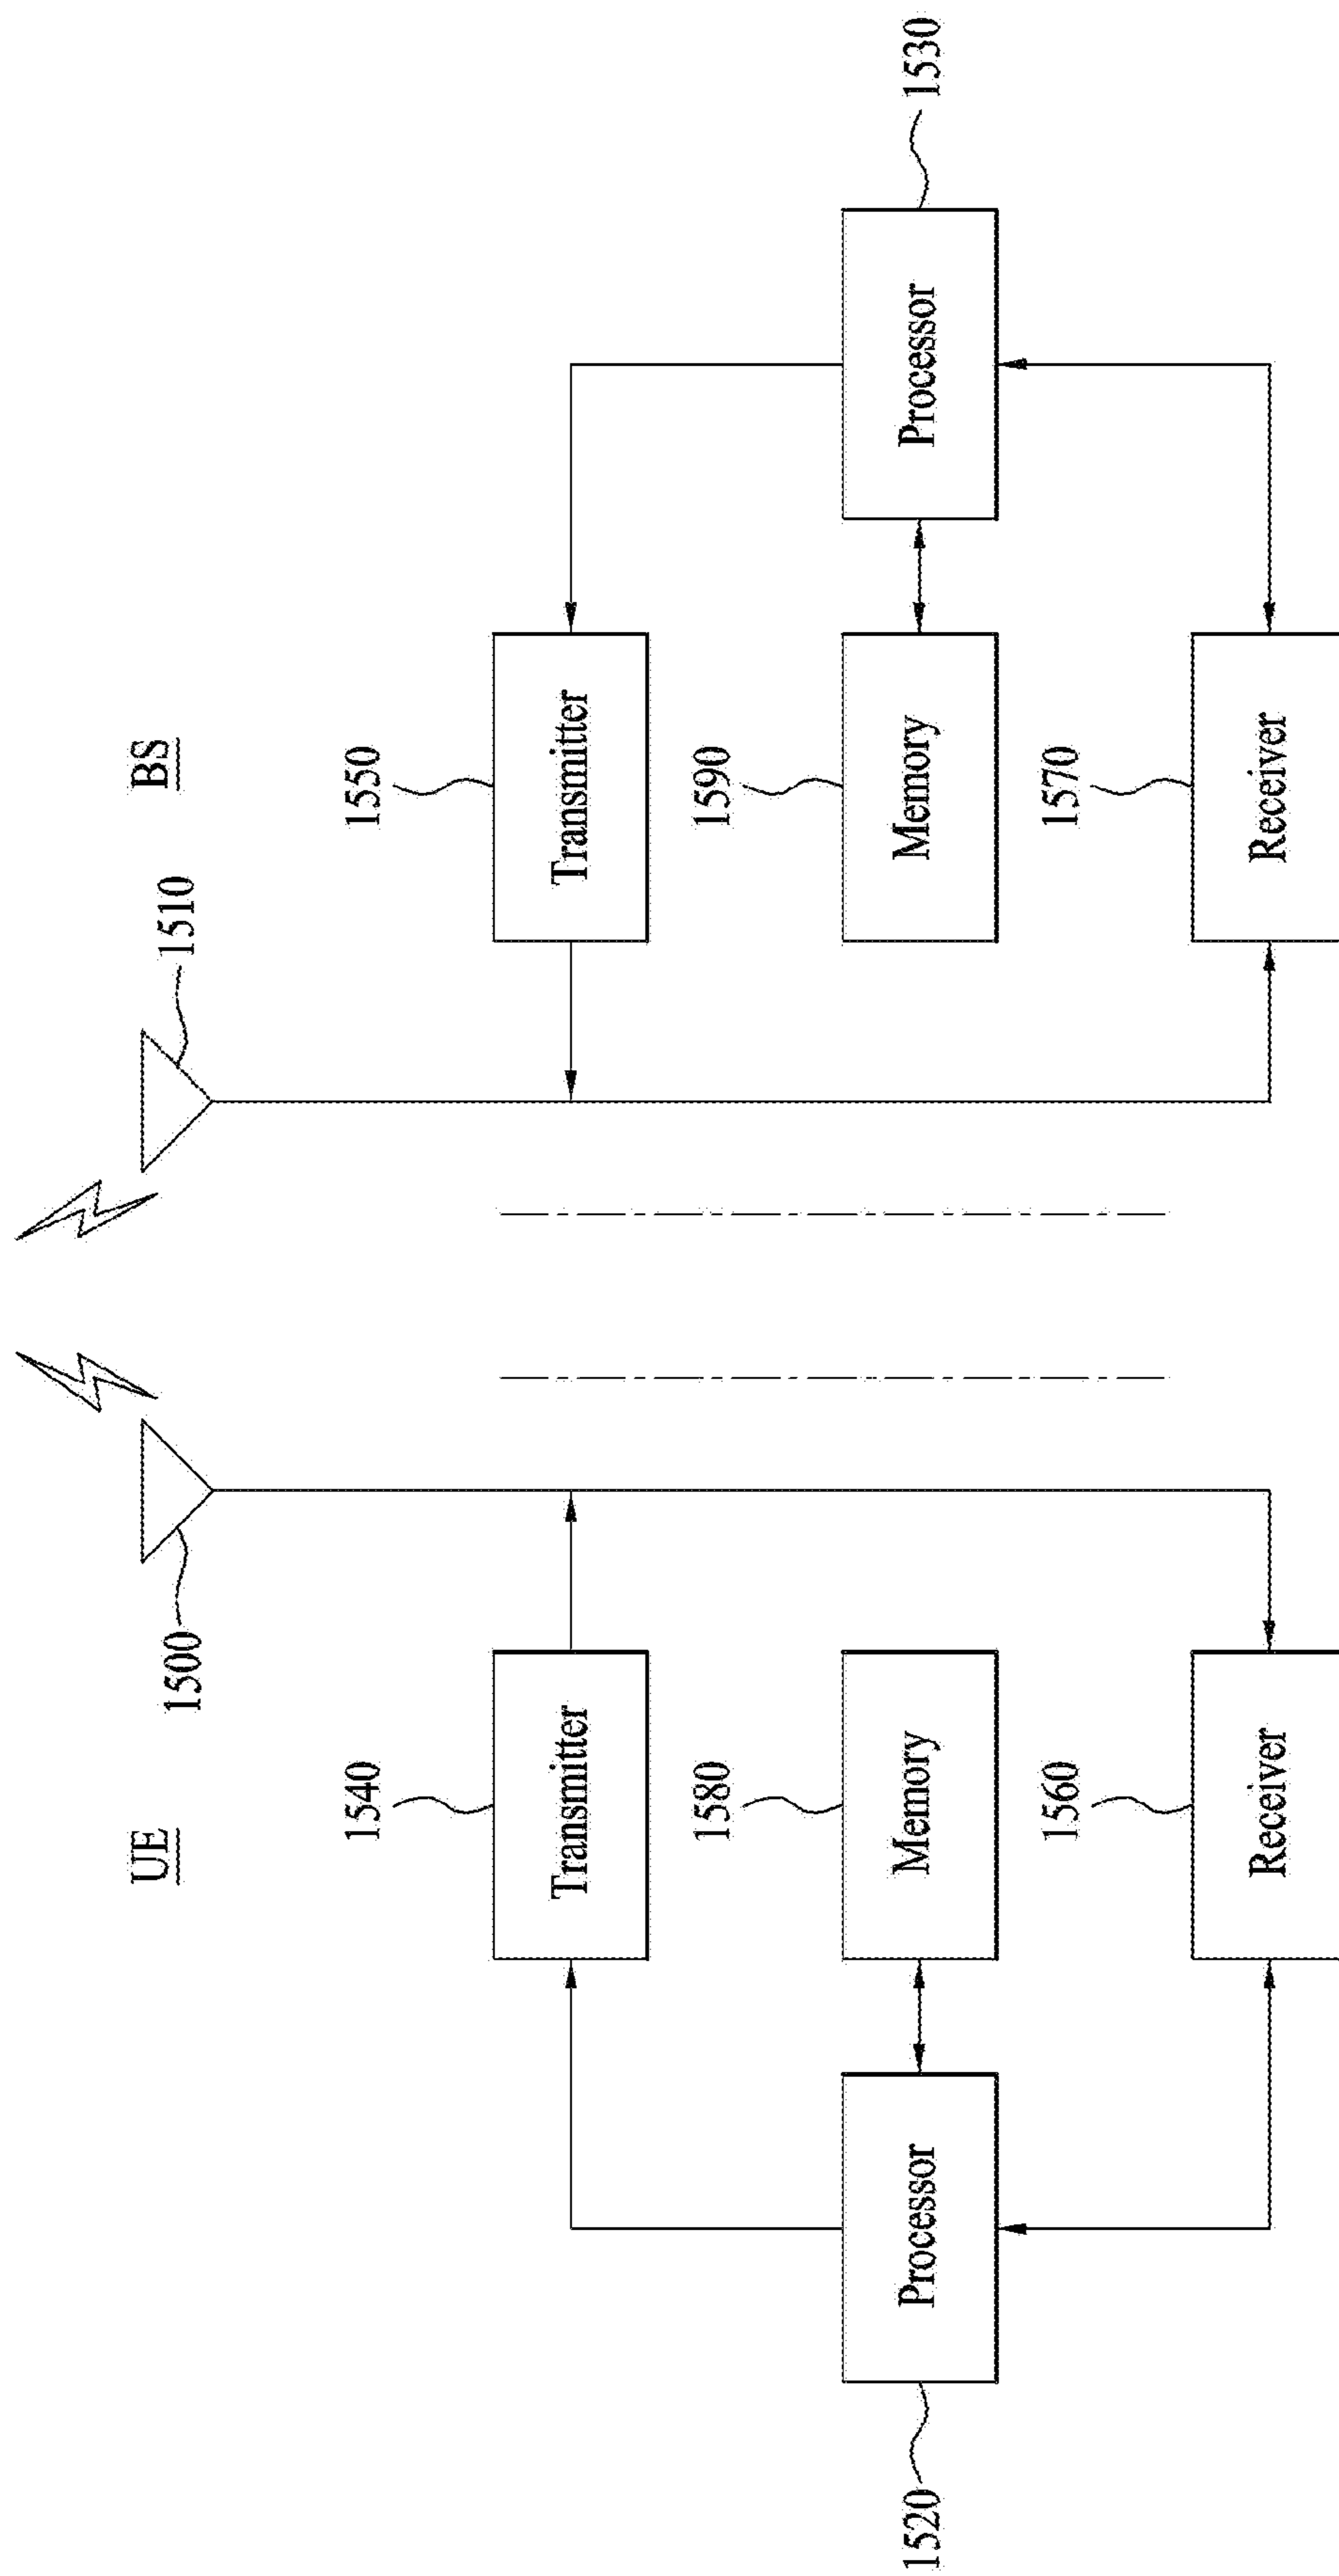 UE
BS
1500
1510
1540
1550
Transmitter
Transmitter
1520
Processor
1580
Memory
1590
Memory
Processor
1530
1560
1570
Receiver
Receiver